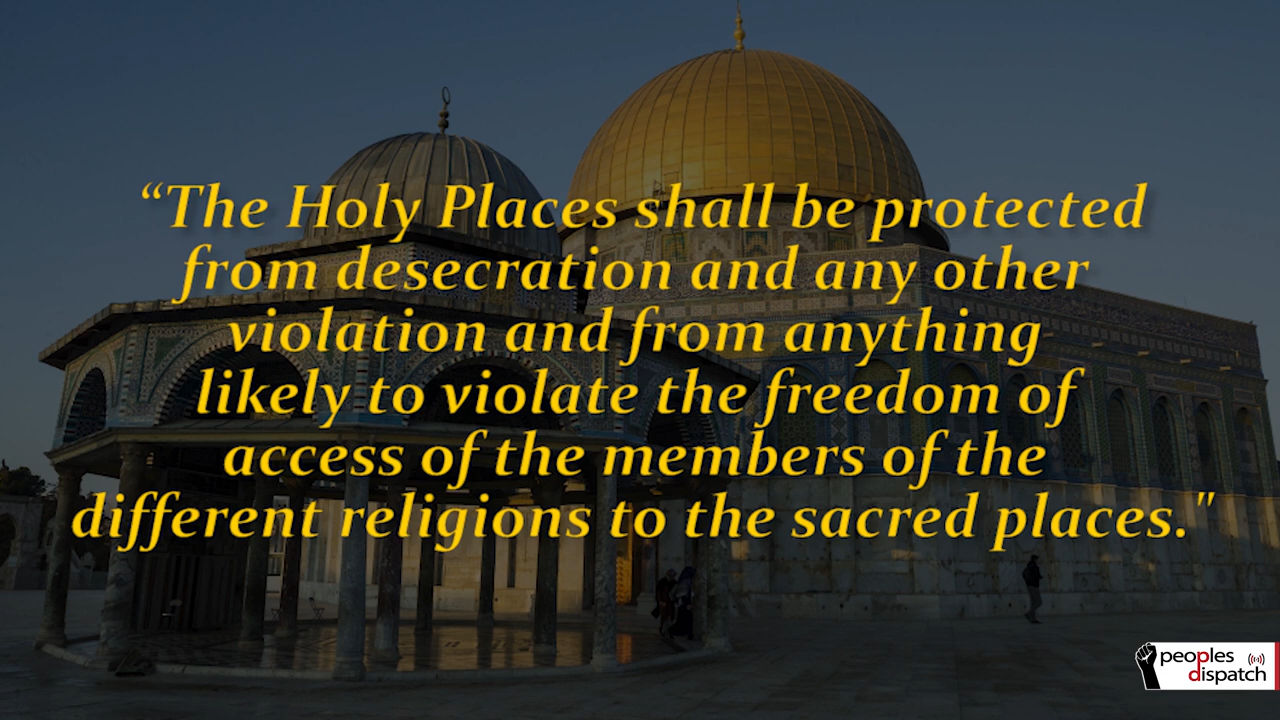 “The Holy Places shall be protected
from desecration and any other
violation and from anything
likely to violate the freedom of
access of the members of the
different religions to the sacred places."
peoples
dispatch